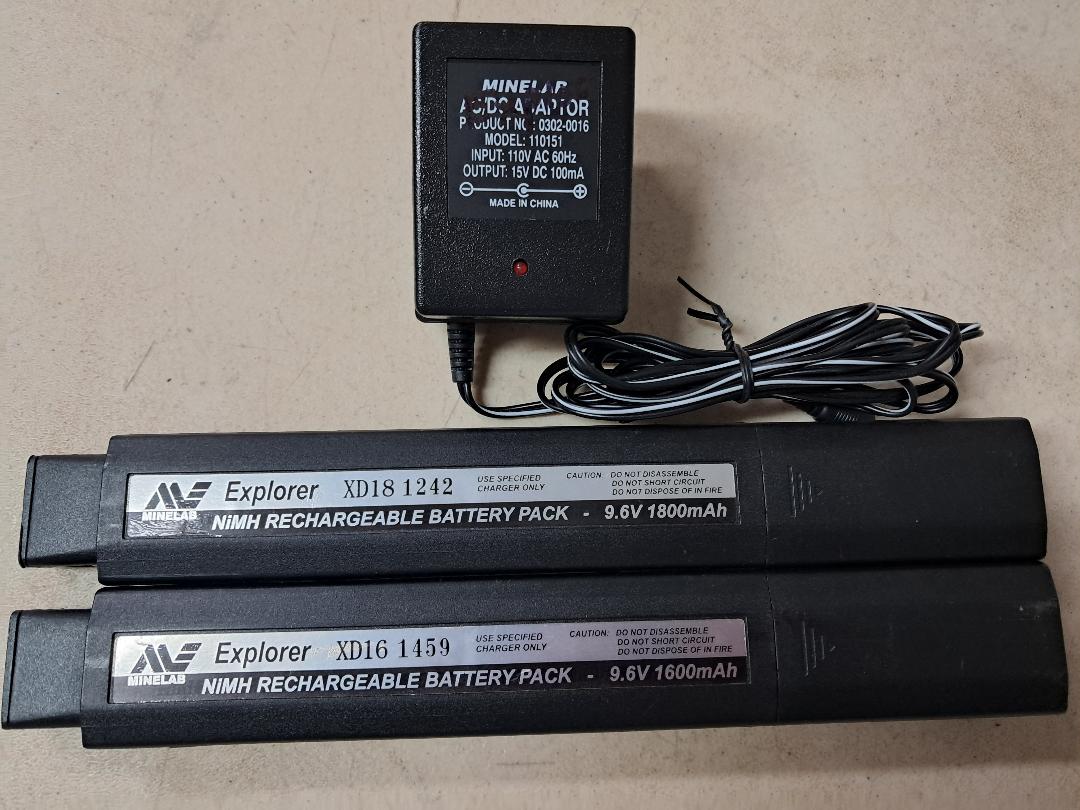 MINELAB
AC/DC ADAPTOR
PRODUCT NO.: 0302-0016
MODEL: 110151
INPUT: 110V AC 60Hz
OUTPUT: 15V DC 100mA
MADE IN CHINA
MINELAB
Explorer XD18 1242
USE SPECIFIED
CHARGER ONLY
CAUTION: DO NOT DISASSEMBLE
DO NOT SHORT CIRCUIT
DO NOT DISPOSE OF IN FIRE
NiMH RECHARGEABLE BATTERY PACK - 9.6V 1800mAh
MINELAB
Explorer XD16 1459
USE SPECIFIED
CHARGER ONLY
CAUTION: DO NOT DISASSEMBLE
DO NOT SHORT CIRCUIT
DO NOT DISPOSE OF IN FIRE
NiMH RECHARGEABLE BATTERY PACK - 9.6V 1600mAh